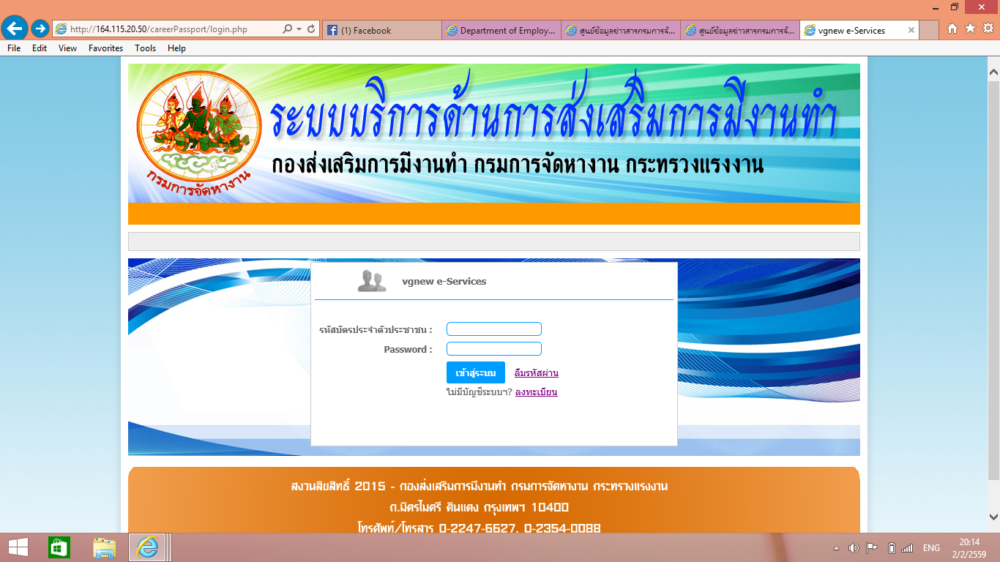 http://164.115.20.50/careerPassport/login.php
(1) Facebook
Department of Employ...
ศูนย์ข้อมูลข่าวสารกรมการจั...
ศูนย์ข้อมูลข่าวสารกรมการจั...
vgnew e-Services
File Edit View Favorites Tools Help
ระบบบริการด้านการส่งเสริมการมีงานทำ
กองส่งเสริมการมีงานทำ กรมการจัดหางาน กระทรวงแรงงาน
กรมการจัดหางาน
vgnew e-Services
รหัสบัตรประจำตัวประชาชน :
Password :
เข้าสู่ระบบ ลืมรหัสผ่าน
ไม่มีบัญชีระบบฯ? ลงทะเบียน
สงวนลิขสิทธิ์ 2015 - กองส่งเสริมการมีงานทำ กรมการจัดหางาน กระทรวงแรงงาน
ถ.มิตรไมตรี ดินแดง กรุงเทพฯ 10400
โทรศัพท์/โทรสาร 0-2247-6627, 0-2354-0088
ENG
20:14
2/2/2559